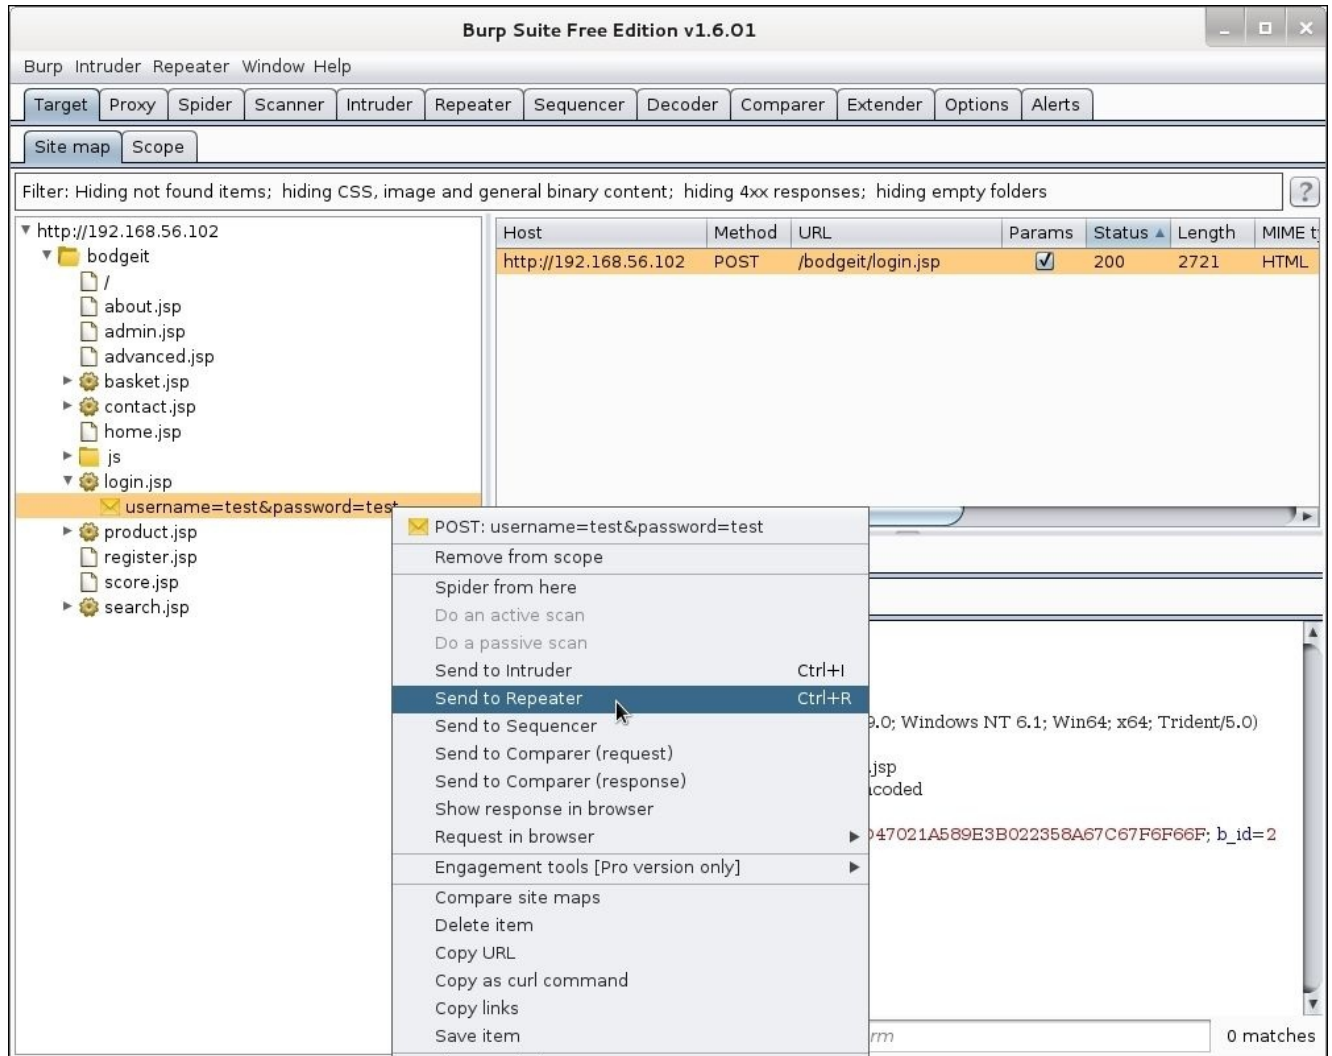 Burp Suite Free Edition v1.6.01
Burp Intruder Repeater Window Help
Target Proxy Spider Scanner Intruder Repeater Sequencer Decoder Comparer Extender Options Alerts
Site map Scope
Filter: Hiding not found items; hiding CSS, image and general binary content; hiding 4xx responses; hiding empty folders ?
http://192.168.56.102
bodgeit
/
about.jsp
admin.jsp
advanced.jsp
basket.jsp
contact.jsp
home.jsp
js
login.jsp
username=test&password=test
product.jsp
register.jsp
score.jsp
search.jsp
Host Method URL Params Status Length MIME t
http://192.168.56.102 POST /bodgeit/login.jsp 200 2721 HTML
POST: username=test&password=test
Remove from scope
Spider from here
Do an active scan
Do a passive scan
Send to Intruder Ctrl+I
Send to Repeater Ctrl+R
Send to Sequencer
Send to Comparer (request)
Send to Comparer (response)
Show response in browser
Request in browser
Engagement tools [Pro version only]
Compare site maps
Delete item
Copy URL
Copy as curl command
Copy links
Save item
9.0; Windows NT 6.1; Win64; x64; Trident/5.0)
.jsp
ncoded
047021A589E3B022358A67C67F6F66F; b_id=2
rm 0 matches